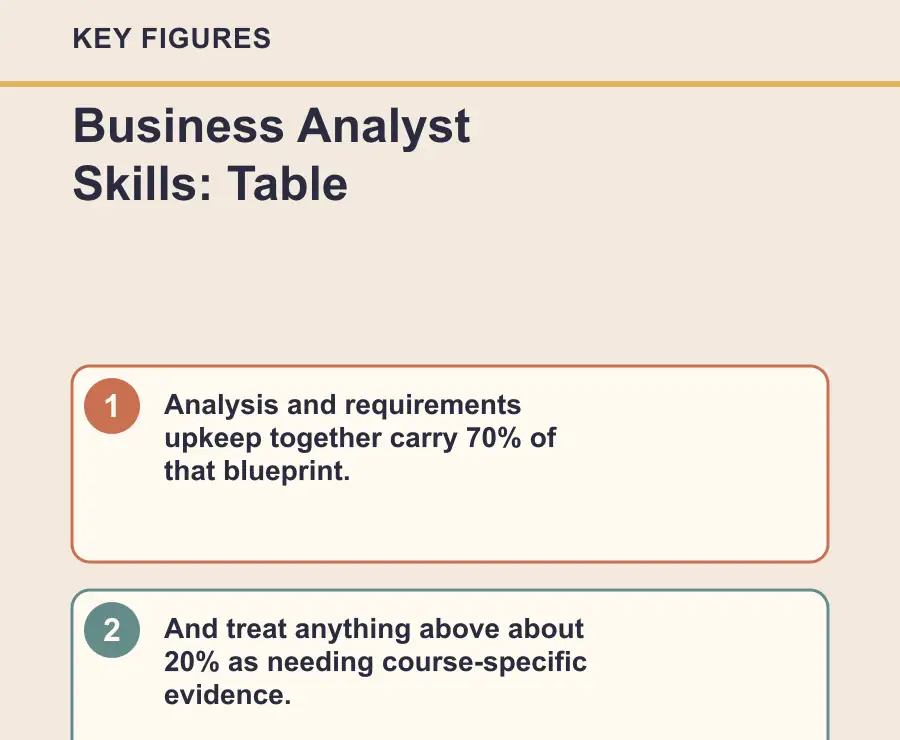 KEY FIGURES
Business Analyst
Skills: Table
1
Analysis and requirements
upkeep together carry 70% of
that blueprint.
2
And treat anything above about
20% as needing course-specific
evidence.